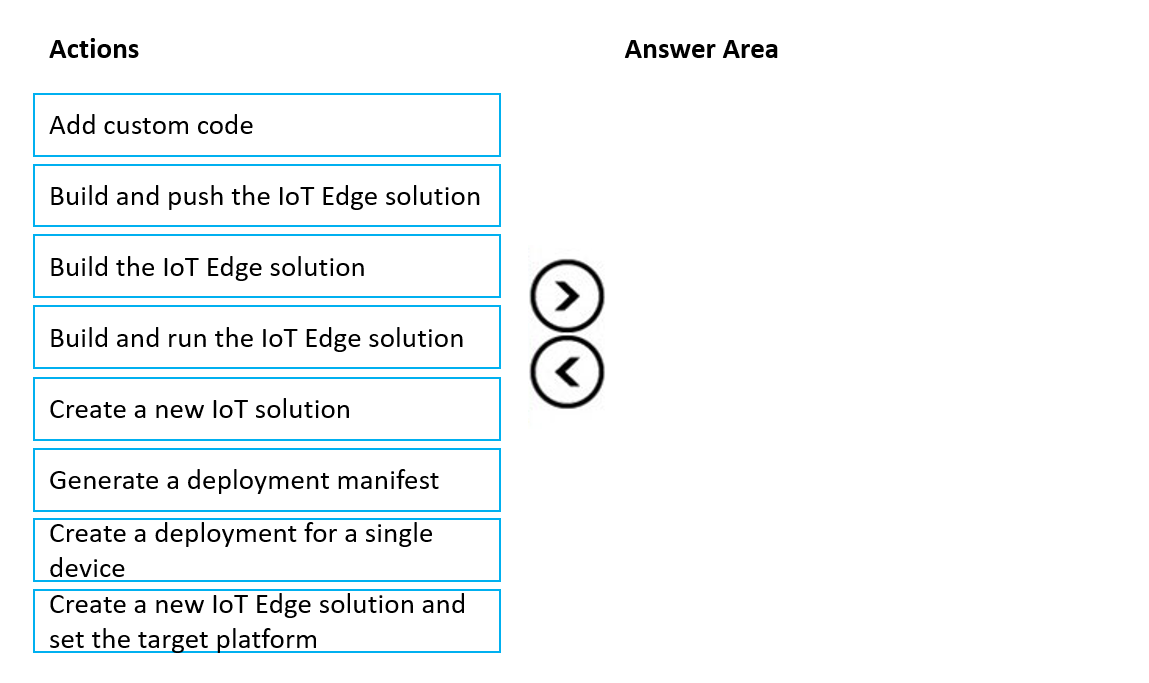 Actions
Answer Area
Add custom code
Build and push the IoT Edge solution
Build the IoT Edge solution
Build and run the IoT Edge solution
Create a new IoT solution
Generate a deployment manifest
Create a deployment for a single
device
Create a new IoT Edge solution and
set the target platform